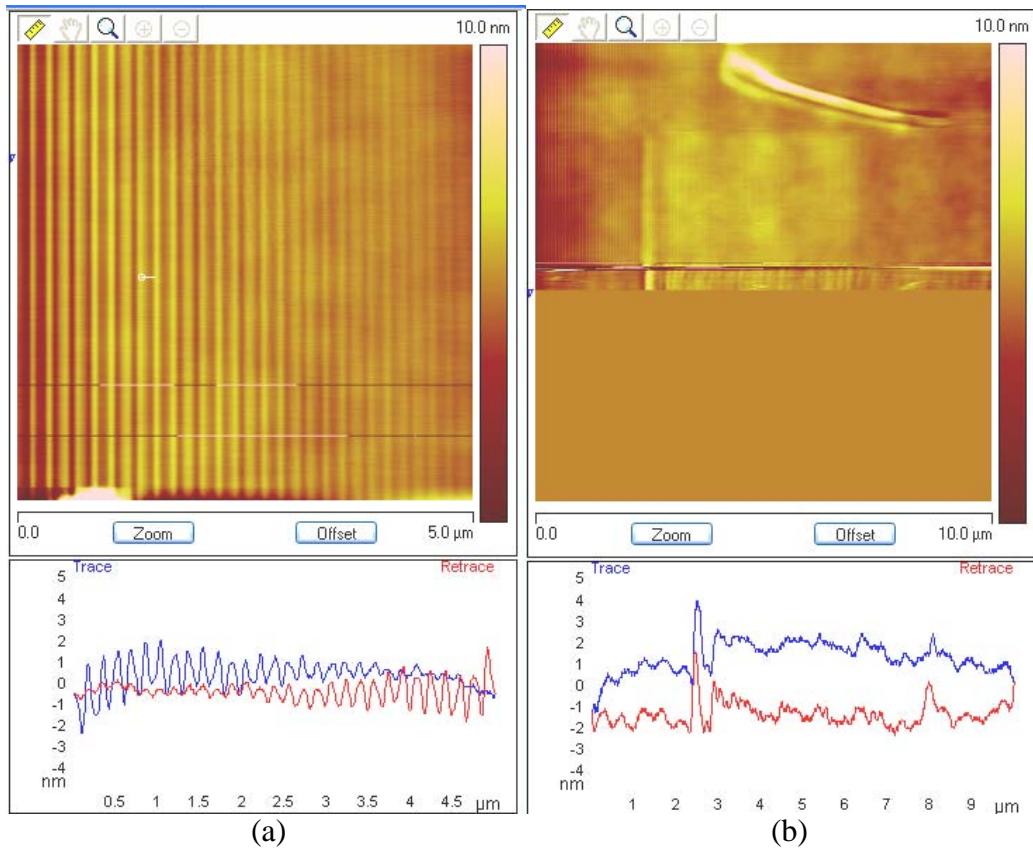 10.0 nm
0.0 Zoom Offset 5.0 µm
Trace Retrace
5
4
3
2
1
0
-1
-2
-3
-4
nm
0.5 1 1.5 2 2.5 3 3.5 4 4.5 µm
(a)
10.0 nm
0.0 Zoom Offset 10.0 µm
Trace Retrace
5
4
3
2
1
0
-1
-2
-3
-4
nm
1 2 3 4 5 6 7 8 9 µm
(b)